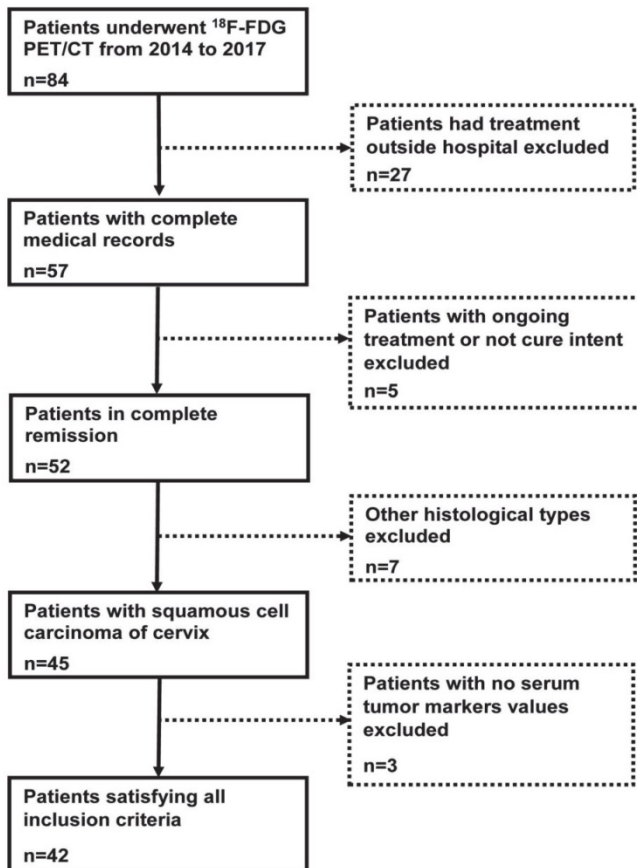 Patients underwent ¹⁸F-FDG
PET/CT from 2014 to 2017
n=84
Patients had treatment
outside hospital excluded
n=27
Patients with complete
medical records
n=57
Patients with ongoing
treatment or not cure intent
excluded
n=5
Patients in complete
remission
n=52
Other histological types
excluded
n=7
Patients with squamous cell
carcinoma of cervix
n=45
Patients with no serum
tumor markers values
excluded
n=3
Patients satisfying all
inclusion criteria
n=42